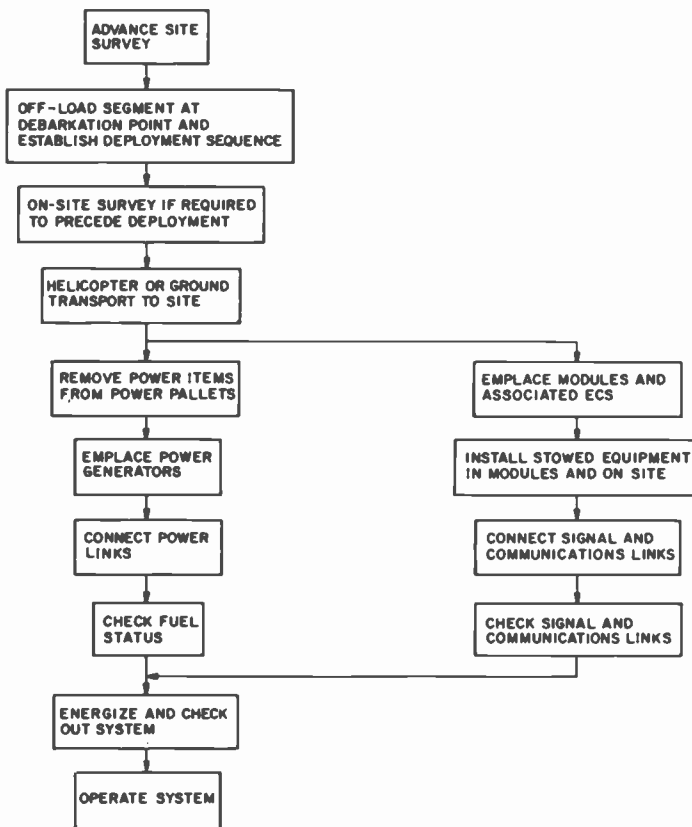 ADVANCE SITE
SURVEY
OFF-LOAD SEGMENT AT
DEBARKATION POINT AND
ESTABLISH DEPLOYMENT SEQUENCE
ON-SITE SURVEY IF REQUIRED
TO PRECEDE DEPLOYMENT
HELICOPTER OR GROUND
TRANSPORT TO SITE
REMOVE POWER ITEMS
FROM POWER PALLETS
EMPLACE POWER
GENERATORS
CONNECT POWER
LINKS
CHECK FUEL
STATUS
EMPLACE MODULES AND
ASSOCIATED ECS
INSTALL STOWED EQUIPMENT
IN MODULES AND ON SITE
CONNECT SIGNAL AND
COMMUNICATIONS LINKS
CHECK SIGNAL AND
COMMUNICATIONS LINKS
ENERGIZE AND CHECK
OUT SYSTEM
OPERATE SYSTEM